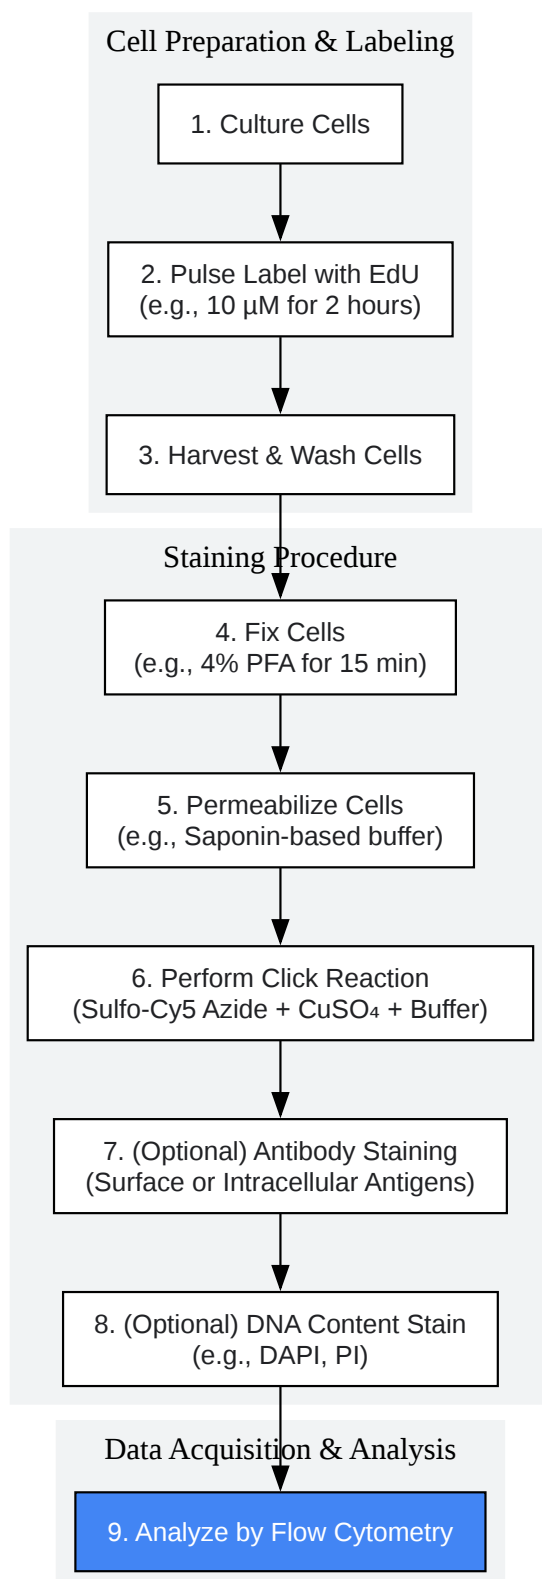 Cell Preparation & Labeling
1. Culture Cells
2. Pulse Label with EdU
(e.g., 10 µM for 2 hours)
3. Harvest & Wash Cells
Staining Procedure
4. Fix Cells
(e.g., 4% PFA for 15 min)
5. Permeabilize Cells
(e.g., Saponin-based buffer)
6. Perform Click Reaction
(Sulfo-Cy5 Azide + CuSO₄ + Buffer)
7. (Optional) Antibody Staining
(Surface or Intracellular Antigens)
8. (Optional) DNA Content Stain
(e.g., DAPI, PI)
Data Acquisition & Analysis
9. Analyze by Flow Cytometry